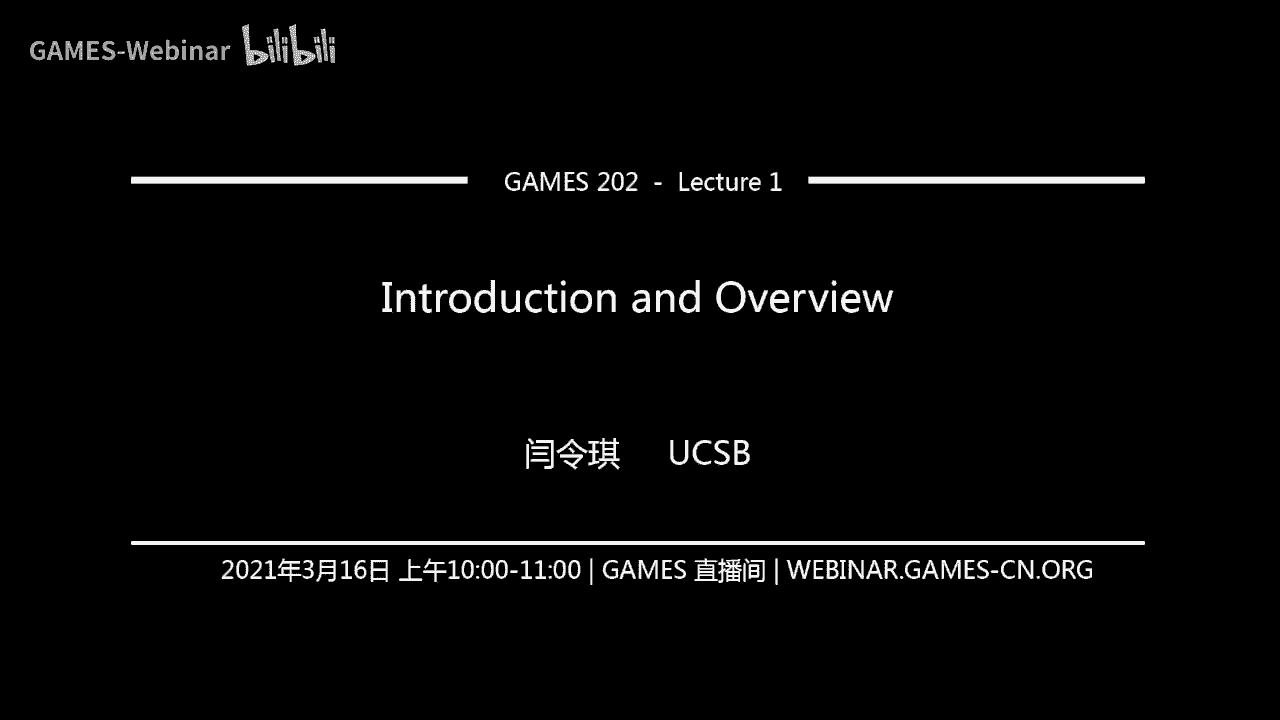 GAMES-Webinar bilibili
GAMES 202 - Lecture 1
Introduction and Overview
闫令琪 UCSB
2021年3月16日 上午10:00-11:00 | GAMES 直播间 | WEBINAR.GAMES-CN.ORG